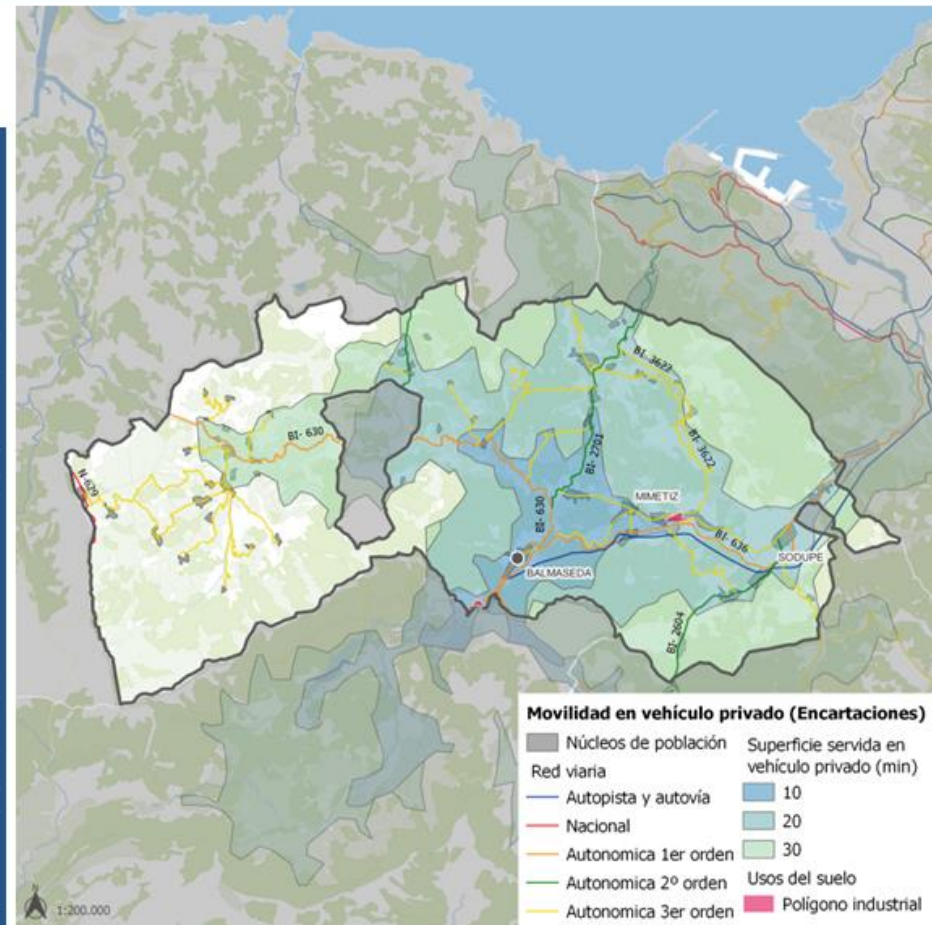 BI- 3622
BI- 3622
BI- 630
BI- 2701
N-629
MIMETIZ
BI- 630
BI- 636
SODUPE
BALMASEDA
BI- 2604
Movilidad en vehículo privado (Encartaciones)
Núcleos de población
Red viaria
Autopista y autovía
Nacional
Autonomica 1er orden
Autonomica 2º orden
Autonomica 3er orden
Superficie servida en
vehículo privado (min)
10
20
30
Usos del suelo
Polígono industrial
N
1:200.000